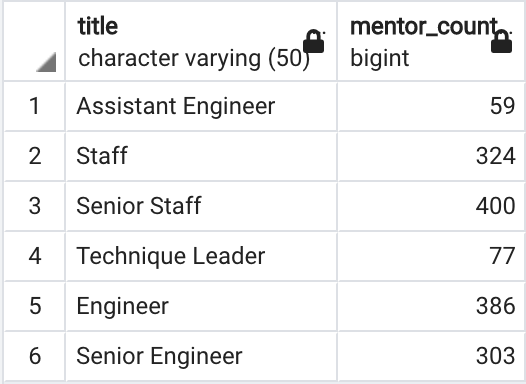 title mentor_count
character varying (50) bigint
1 Assistant Engineer 59
2 Staff 324
3 Senior Staff 400
4 Technique Leader 77
5 Engineer 386
6 Senior Engineer 303